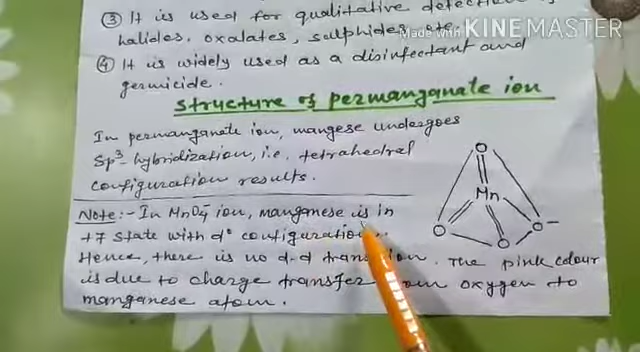 ③ It is used for qualitative
halides, oxalates, sulphides, etc.
Made with KINEMASTER
④ It is widely used as a disinfectant and
germicide.
Structure of permanganate ion
In permanganate ion, mangese undergoes
Sp³-hybridization, i.e. tetrahedral
configuration results.
O
Mn
O O O−
Note:- In MnO₄⁻ ion, manganese is in
+7 state with d° configuration.
Hence, there is no d-d The pink colour
is due to charge transfer oxygen to
manganese atom.